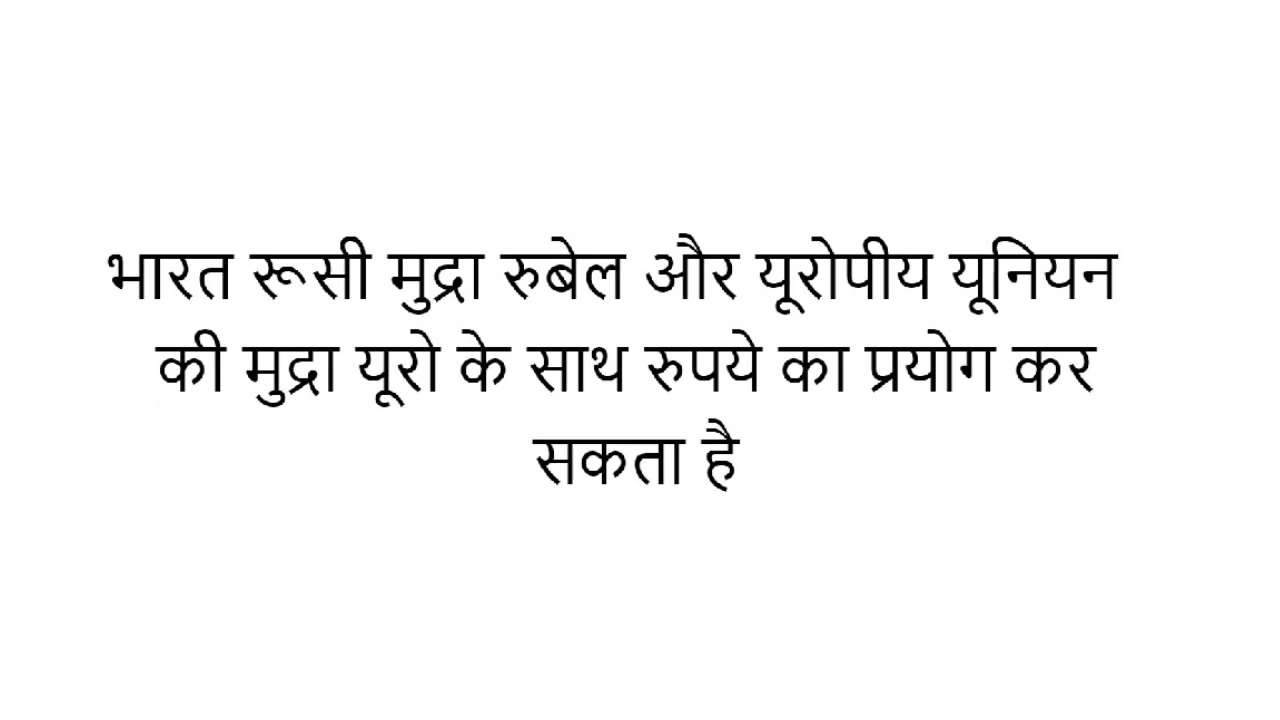 भारत रूसी मुद्रा रुबेल और यूरोपीय यूनियन
की मुद्रा यूरो के साथ रुपये का प्रयोग कर
सकता है